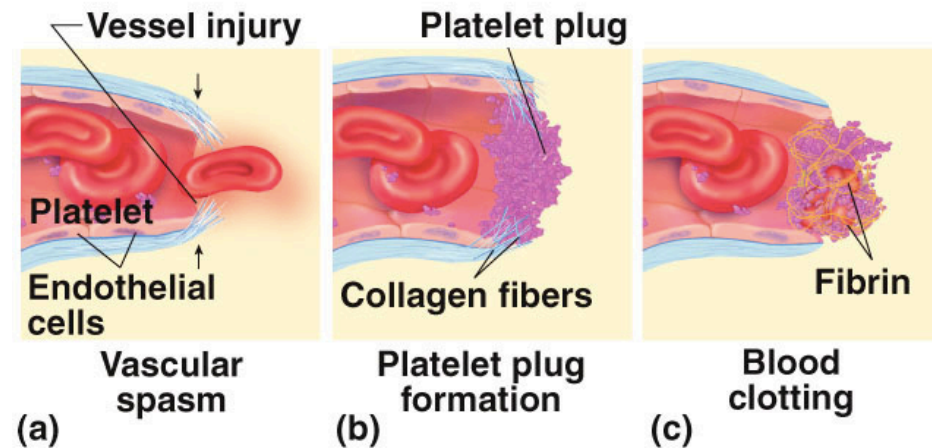 Vessel injury
Platelet
Endothelial
cells
Vascular
spasm
(a)
Platelet plug
Collagen fibers
Platelet plug
formation
(b)
Fibrin
Blood
clotting
(c)